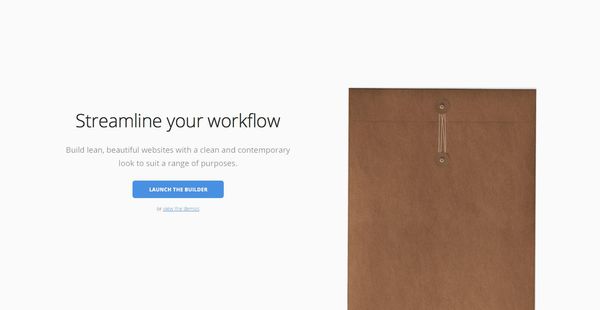 Streamline your workflow
Build lean, beautiful websites with a clean and contemporary
look to suit a range of purposes.
LAUNCH THE BUILDER
or view the demos